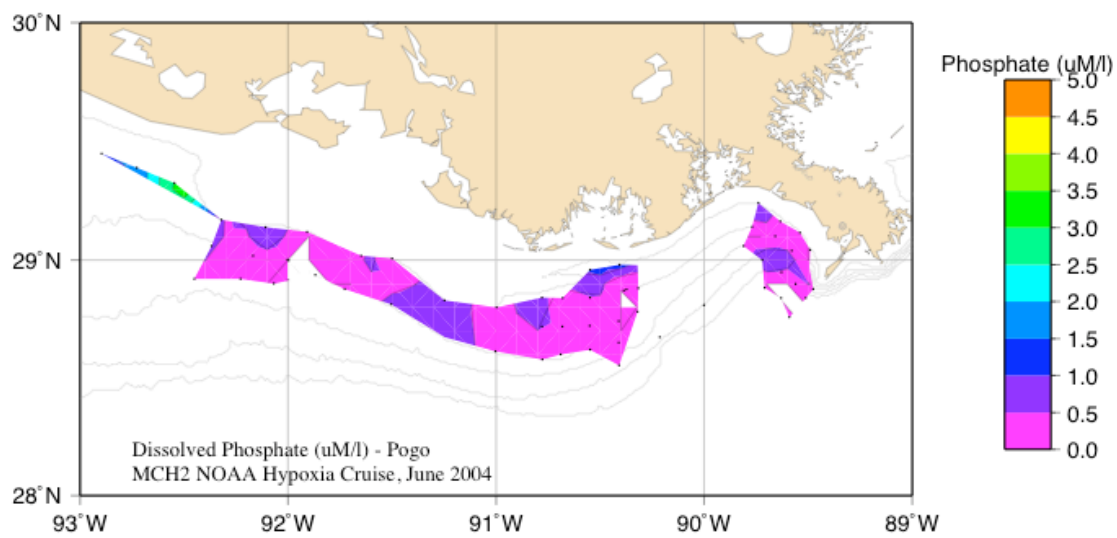 30°N
29°N
28°N
93°W
92°W
91°W
90°W
89°W
Dissolved Phosphate (uM/l) - Pogo
MCH2 NOAA Hypoxia Cruise, June 2004
Phosphate (uM/l)
5.0
4.5
4.0
3.5
3.0
2.5
2.0
1.5
1.0
0.5
0.0